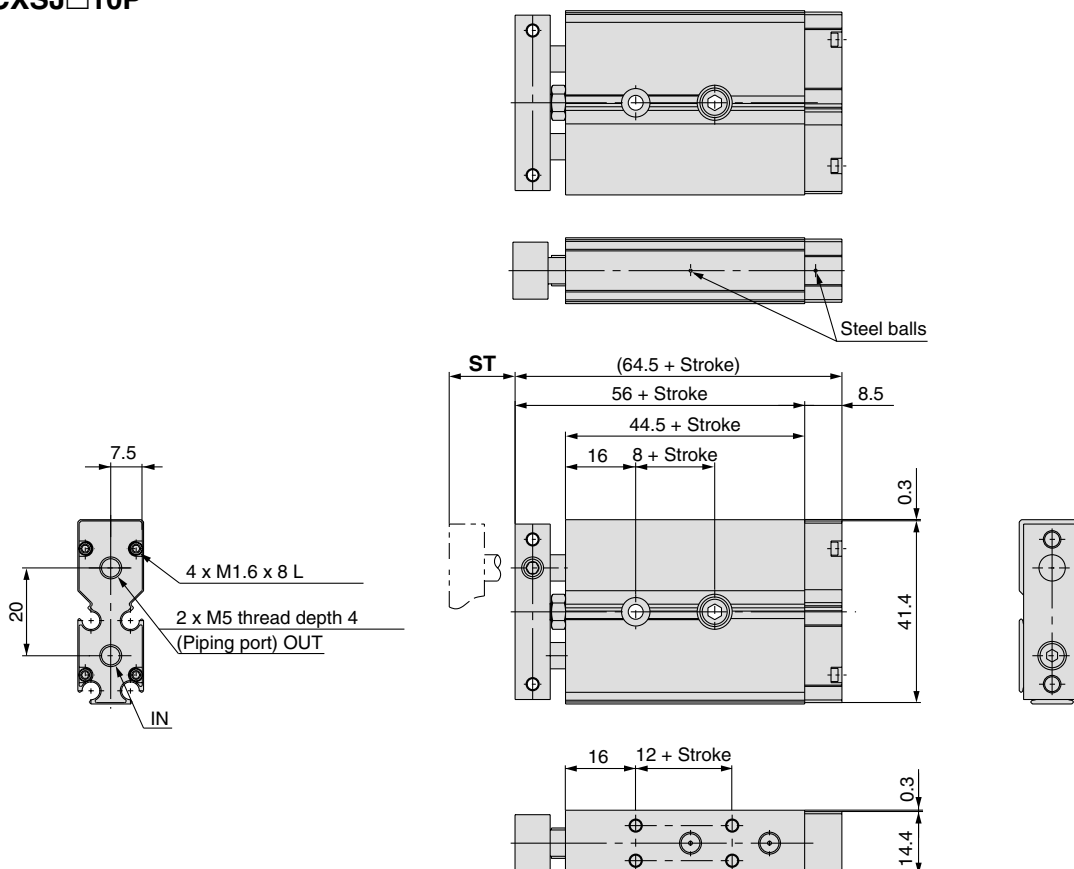 CXSJ□10P
Steel balls
ST
(64.5 + Stroke)
56 + Stroke
8.5
44.5 + Stroke
16
8 + Stroke
7.5
0.3
4 x M1.6 x 8 L
20
2 x M5 thread depth 4
(Piping port) OUT
41.4
IN
16
12 + Stroke
0.3
14.4